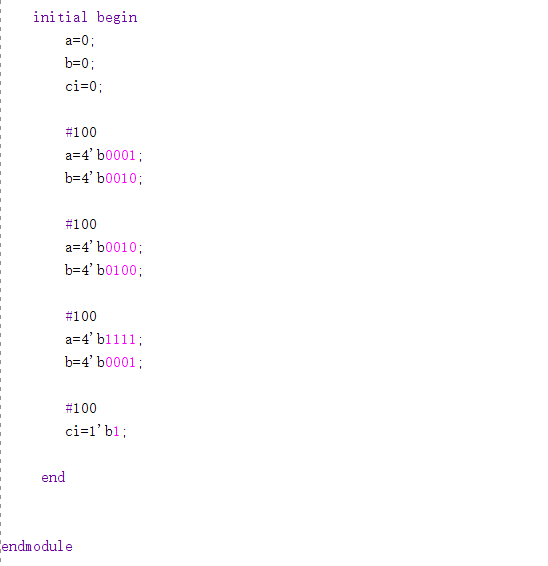 initial begin
a=0;
b=0;
ci=0;
#100
a=4'b0001;
b=4'b0010;
#100
a=4'b0010;
b=4'b0100;
#100
a=4'b1111;
b=4'b0001;
#100
ci=1'b1;
end
endmodule